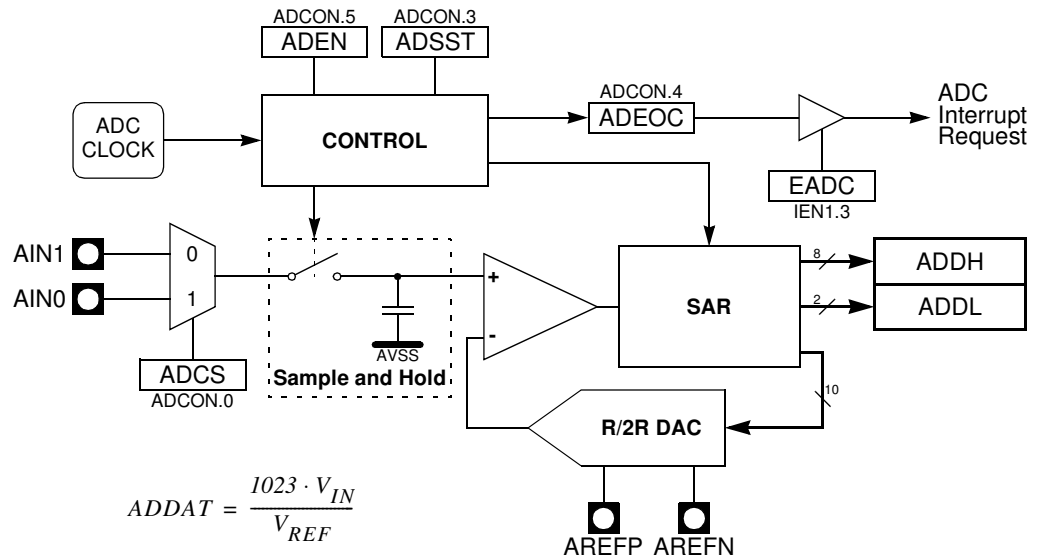 ADCON.5
ADEN
ADCON.3
ADSST
ADC
CLOCK
CONTROL
ADCON.4
ADEOC
ADC
Interrupt
Request
EADC
IEN1.3
AIN1
0
AIN0
1
ADCS
ADCON.0
AVSS
Sample and Hold
+
-
SAR
8
ADDH
2
ADDL
10
R/2R DAC
AREFP
AREFN
ADDAT = 1023 · V_IN / V_REF